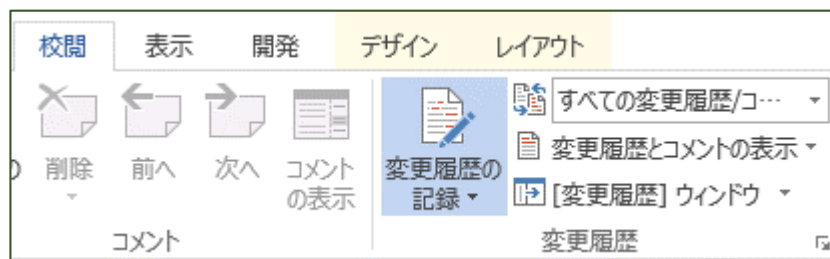 校閲 表示 開発 デザイン レイアウト
削除 前へ 次へ コメント
の表示
コメント
変更履歴の
記録
すべての変更履歴/コ…
変更履歴とコメントの表示
[変更履歴] ウィンドウ
変更履歴